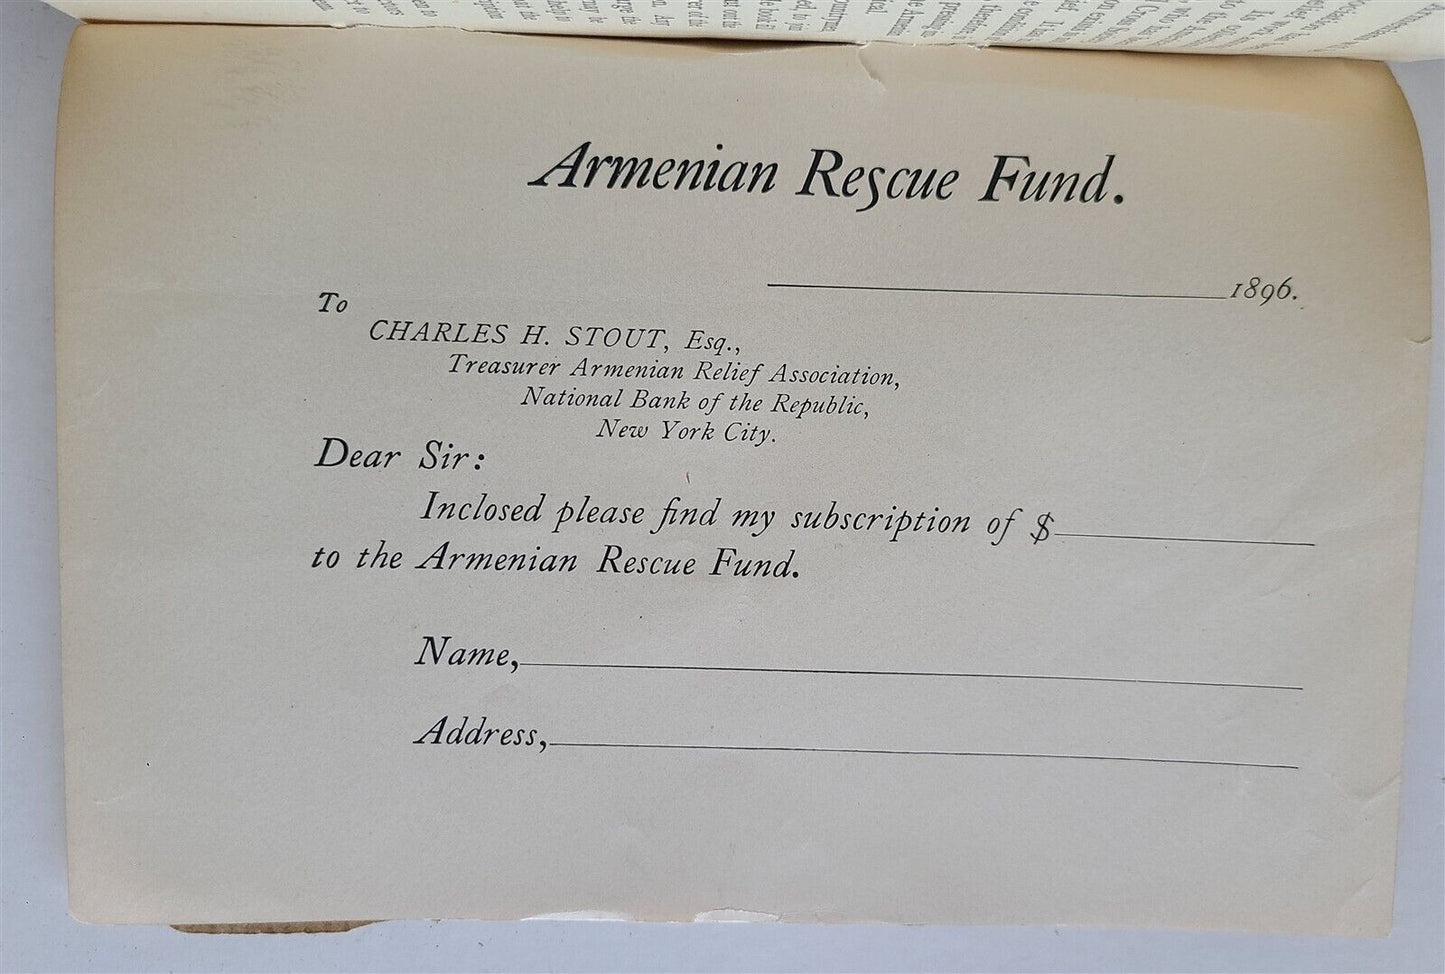 Armenian Rescue Fund.
1896.
To
CHARLES H. STOUT, Esq.,
Treasurer Armenian Relief Association,
National Bank of the Republic,
New York City.
Dear Sir:
Inclosed please find my subscription of $
to the Armenian Rescue Fund.
Name,
Address,